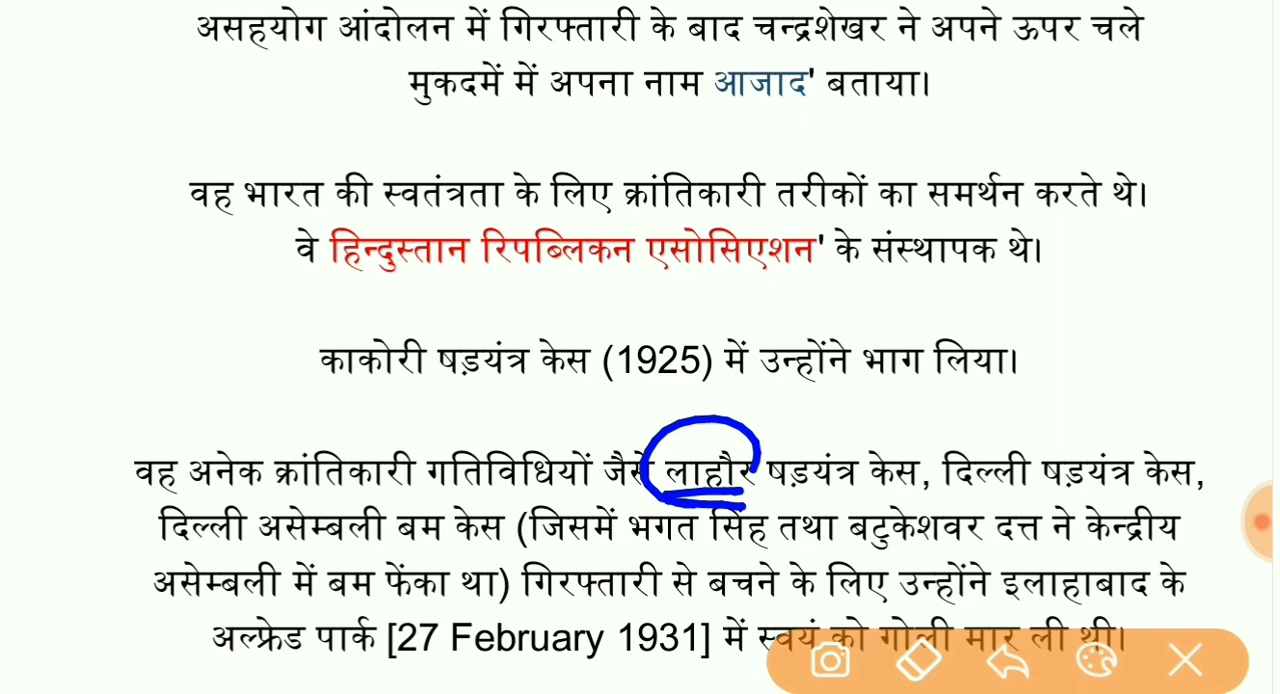 असहयोग आंदोलन में गिरफ्तारी के बाद चन्द्रशेखर ने अपने ऊपर चले
मुकदमें में अपना नाम आजाद' बताया।
वह भारत की स्वतंत्रता के लिए क्रांतिकारी तरीकों का समर्थन करते थे।
वे हिन्दुस्तान रिपब्लिकन एसोसिएशन' के संस्थापक थे।
काकोरी षड़यंत्र केस (1925) में उन्होंने भाग लिया।
वह अनेक क्रांतिकारी गतिविधियों जैसे लाहौर षड़यंत्र केस, दिल्ली षड़यंत्र केस,
दिल्ली असेम्बली बम केस (जिसमें भगत सिंह तथा बटुकेशवर दत्त ने केन्द्रीय
असेम्बली में बम फेंका था) गिरफ्तारी से बचने के लिए उन्होंने इलाहाबाद के
अल्फ्रेड पार्क [27 February 1931] में स्वयं को गोली मार ली थी।